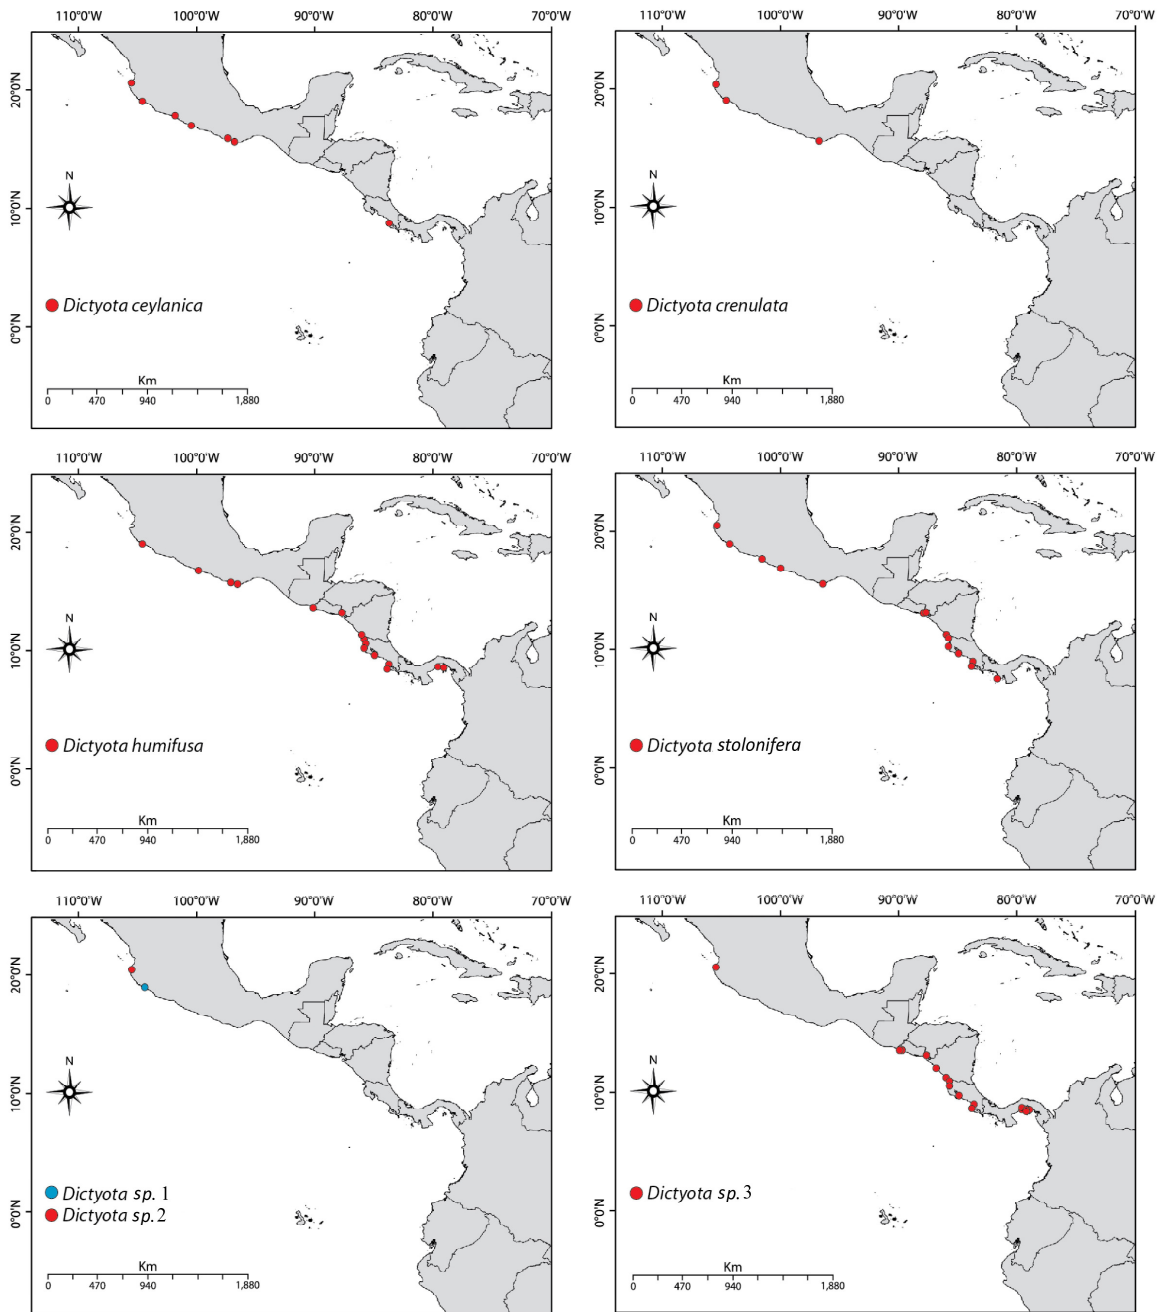 110°0'W 100°0'W 90°0'W 80°0'W 70°0'W
20°0'N
10°0'N
0°0'N
N
Dictyota ceylanica
Km
0 470 940 1,880
110°0'W 100°0'W 90°0'W 80°0'W 70°0'W
20°0'N
10°0'N
0°0'N
N
Dictyota crenulata
Km
0 470 940 1,880
110°0'W 100°0'W 90°0'W 80°0'W 70°0'W
20°0'N
10°0'N
0°0'N
N
Dictyota humifusa
Km
0 470 940 1,880
110°0'W 100°0'W 90°0'W 80°0'W 70°0'W
20°0'N
10°0'N
0°0'N
N
Dictyota stolonifera
Km
0 470 940 1,880
110°0'W 100°0'W 90°0'W 80°0'W 70°0'W
20°0'N
10°0'N
0°0'N
N
Dictyota sp. 1
Dictyota sp. 2
Km
0 470 940 1,880
110°0'W 100°0'W 90°0'W 80°0'W 70°0'W
20°0'N
10°0'N
0°0'N
N
Dictyota sp. 3
Km
0 470 940 1,880